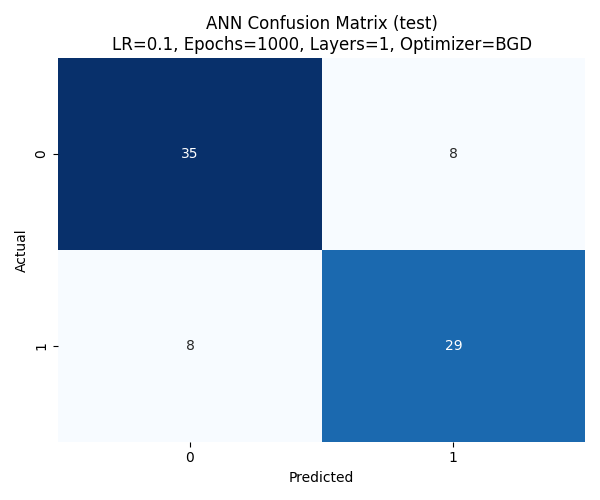 ANN Confusion Matrix (test)
LR=0.1, Epochs=1000, Layers=1, Optimizer=BGD
Actual
0
35
8
1
8
29
0
1
Predicted